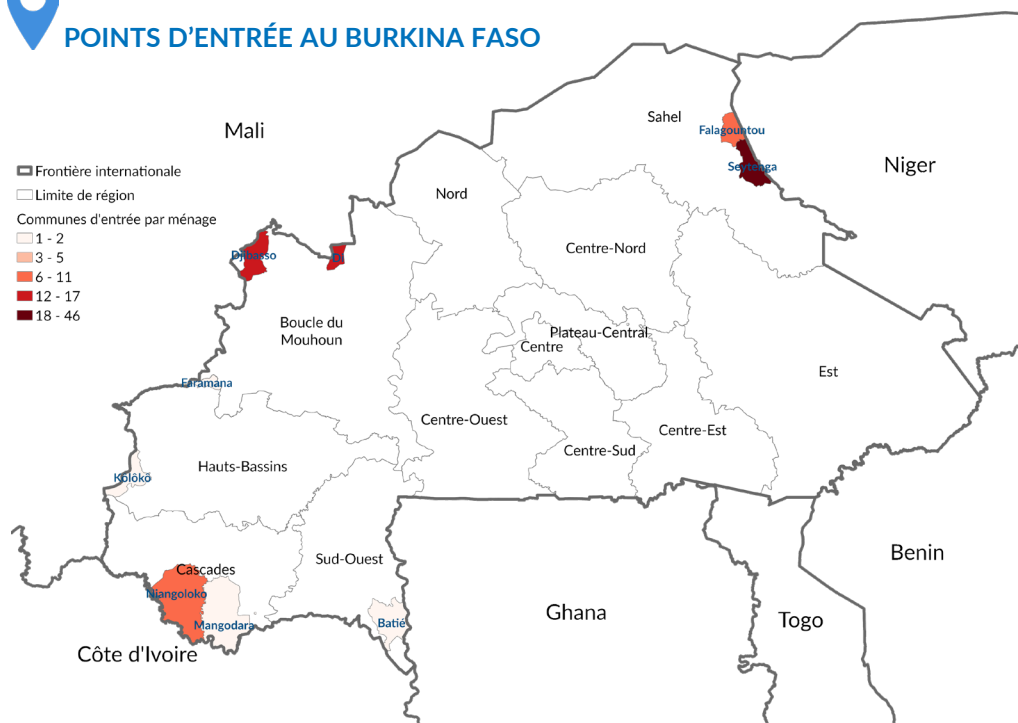 POINTS D'ENTRÉE AU BURKINA FASO
Mali
Sahel
Falagountou
Seytenga
Niger
Frontière internationale
Limite de région
Communes d'entrée par ménage
1 - 2
3 - 5
6 - 11
12 - 17
18 - 46
Nord
Centre-Nord
Djibasso
Di
Boucle du
Mouhoun
Plateau-Central
Centre
Est
Faramana
Centre-Ouest
Centre-Est
Centre-Sud
Hauts-Bassins
Kolôkô
Sud-Ouest
Cascades
Niangoloko
Mangodara
Batié
Benin
Ghana
Togo
Côte d'Ivoire